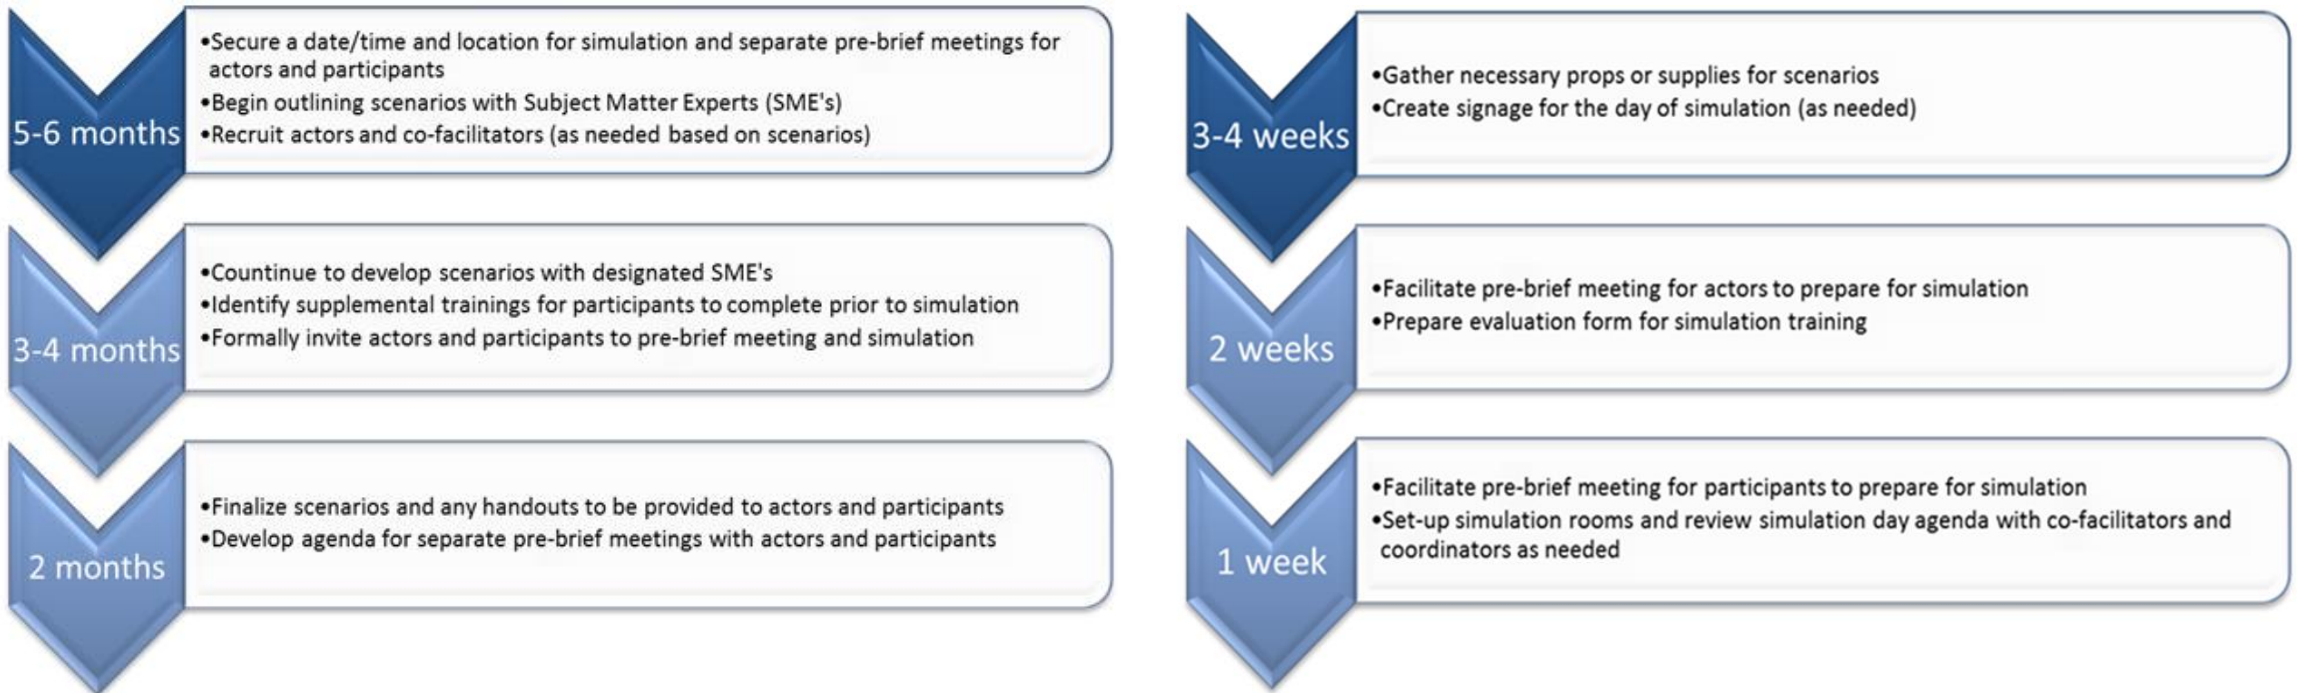 5-6 months
•Secure a date/time and location for simulation and separate pre-brief meetings for
actors and participants
•Begin outlining scenarios with Subject Matter Experts (SME's)
•Recruit actors and co-facilitators (as needed based on scenarios)
3-4 months
•Countinue to develop scenarios with designated SME's
•Identify supplemental trainings for participants to complete prior to simulation
•Formally invite actors and participants to pre-brief meeting and simulation
2 months
•Finalize scenarios and any handouts to be provided to actors and participants
•Develop agenda for separate pre-brief meetings with actors and participants
3-4 weeks
•Gather necessary props or supplies for scenarios
•Create signage for the day of simulation (as needed)
2 weeks
•Facilitate pre-brief meeting for actors to prepare for simulation
•Prepare evaluation form for simulation training
1 week
•Facilitate pre-brief meeting for participants to prepare for simulation
•Set-up simulation rooms and review simulation day agenda with co-facilitators and
coordinators as needed